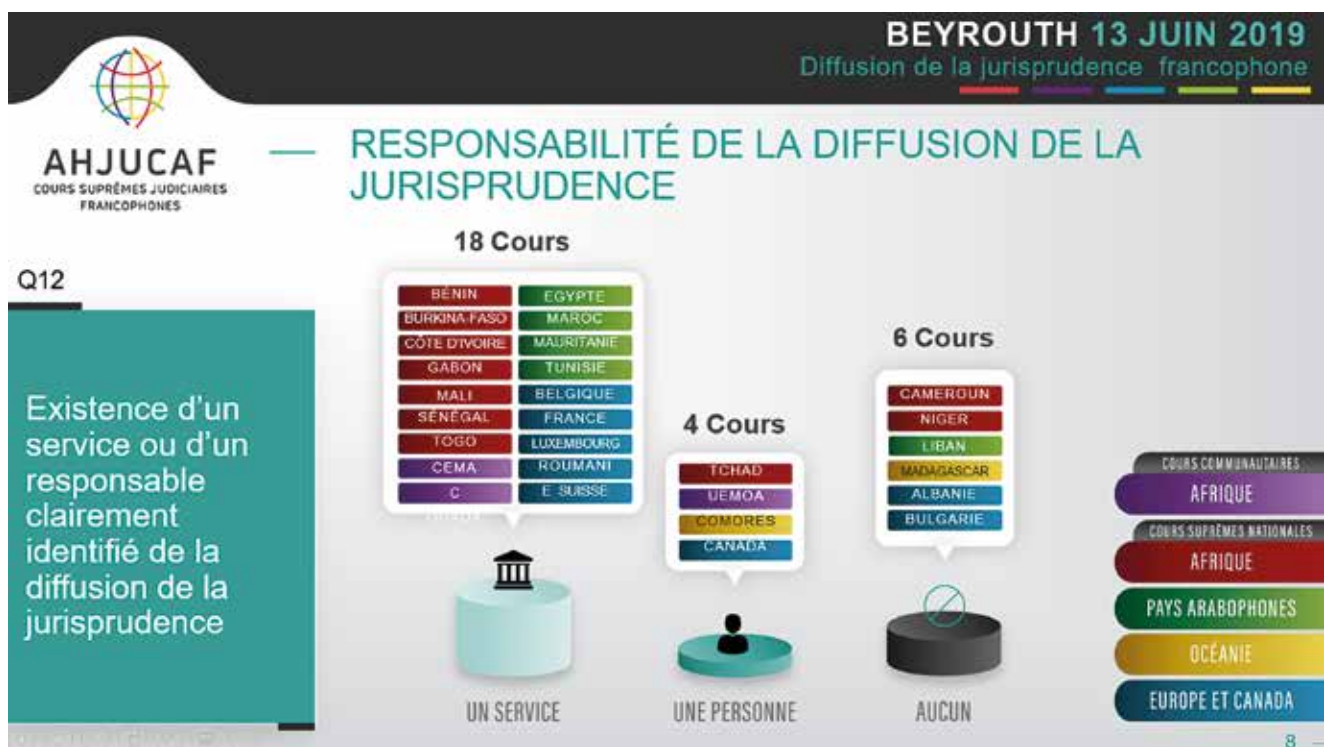 BEYROUTH 13 JUIN 2019
Diffusion de la jurisprudence francophone
AHJUCAF
COURS SUPRÊMES JUDICIAIRES
FRANCOPHONES
RESPONSABILITÉ DE LA DIFFUSION DE LA
JURISPRUDENCE
Q12
Existence d'un
service ou d'un
responsable
clairement
identifié de la
diffusion de la
jurisprudence
18 Cours
BÉNIN
BURKINA-FASO
CÔTE D'IVOIRE
GABON
MALI
SÉNÉGAL
TOGO
CEMA
C
EGYPTE
MAROC
MAURITANIE
TUNISIE
BELGIQUE
FRANCE
LUXEMBOURG
ROUMANI
E SUISSE
UN SERVICE
4 Cours
TCHAD
UEMOA
COMORES
CANADA
UNE PERSONNE
6 Cours
CAMEROUN
NIGER
LIBAN
MADAGASCAR
ALBANIE
BULGARIE
AUCUN
COURS COMMUNAUTAIRES
AFRIQUE
COURS SUPRÊMES NATIONALES
AFRIQUE
PAYS ARABOPHONES
OCÉANIE
EUROPE ET CANADA
8